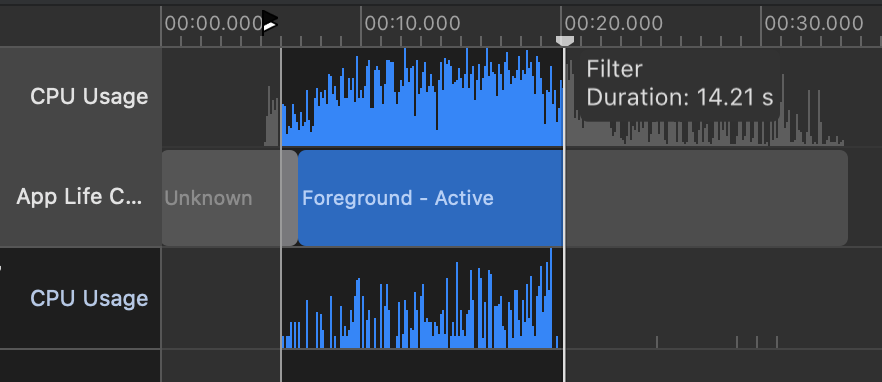 00:00.000 00:10.000 00:20.000 00:30.000
Filter
Duration: 14.21 s
CPU Usage
App Life C... Unknown Foreground - Active
CPU Usage